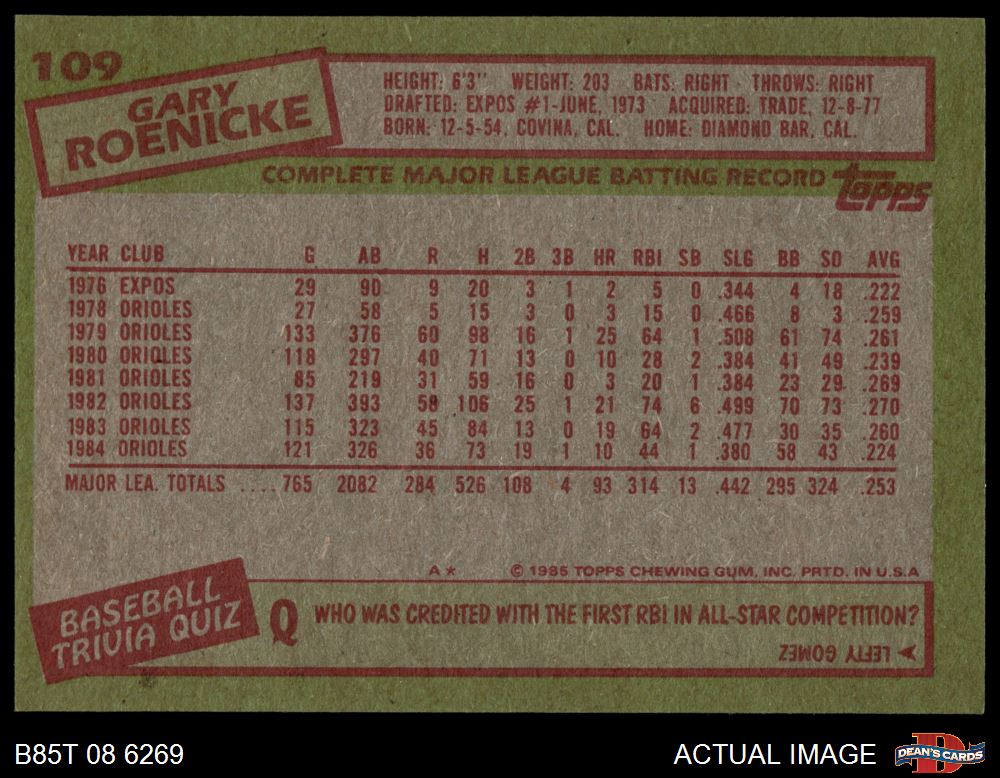 109
GARY
ROENICKE
HEIGHT: 6'3" WEIGHT: 203 BATS: RIGHT THROWS: RIGHT
DRAFTED: EXPOS #1-JUNE, 1973 ACQUIRED: TRADE, 12-8-77
BORN: 12-5-54, COVINA, CAL. HOME: DIAMOND BAR, CAL.
COMPLETE MAJOR LEAGUE BATTING RECORD topps
YEAR CLUB G AB R H 2B 3B HR RBI SB SLG BB SO AVG
1976 EXPOS 29 90 9 20 3 1 2 5 0 .344 4 18 .222
1978 ORIOLES 27 58 5 15 3 0 3 15 0 .466 8 3 .259
1979 ORIOLES 133 376 60 98 16 1 25 64 1 .508 61 74 .261
1980 ORIOLES 118 297 40 71 13 0 10 28 2 .384 41 49 .239
1981 ORIOLES 85 219 31 59 16 0 3 20 1 .384 23 29 .269
1982 ORIOLES 137 393 58 106 25 1 21 74 6 .499 70 73 .270
1983 ORIOLES 115 323 45 84 13 0 19 64 2 .477 30 35 .260
1984 ORIOLES 121 326 36 73 19 1 10 44 1 .380 58 43 .224
MAJOR LEA. TOTALS .... 765 2082 284 526 108 4 93 314 13 .442 295 324 .253
A* © 1985 TOPPS CHEWING GUM, INC. PRTD. IN U.S.A
BASEBALL
TRIVIA QUIZ
Q WHO WAS CREDITED WITH THE FIRST RBI IN ALL-STAR COMPETITION?
LEFTY GOMEZ
B85T 08 6269 ACTUAL IMAGE D DEAN'S CARDS